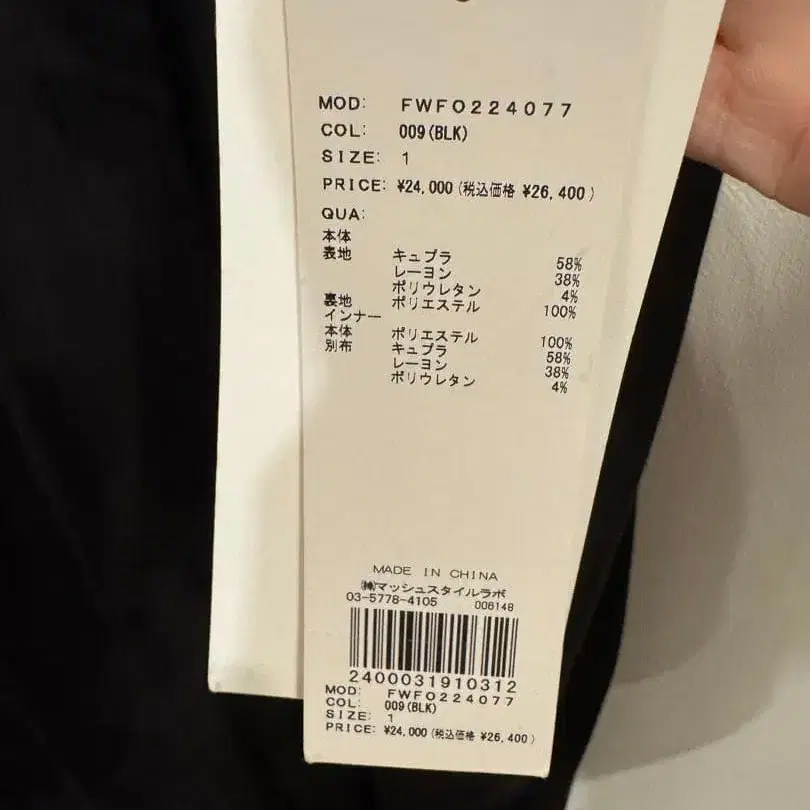 MOD: FWFO224077
COL: 009(BLK)
SIZE: 1
PRICE: ¥24,000(税込価格 ¥26,400)
QUA:
本体
表地 キュプラ 58%
レーヨン 38%
ポリウレタン 4%
裏地 ポリエステル 100%
インナー
本体 ポリエステル 100%
別布 キュプラ 58%
レーヨン 38%
ポリウレタン 4%
MADE IN CHINA
㈱マッシュスタイルラボ
03-5778-4105 006148
2400031910312
MOD: FWFO224077
COL: 009(BLK)
SIZE: 1
PRICE: ¥24,000(税込価格 ¥26,400)